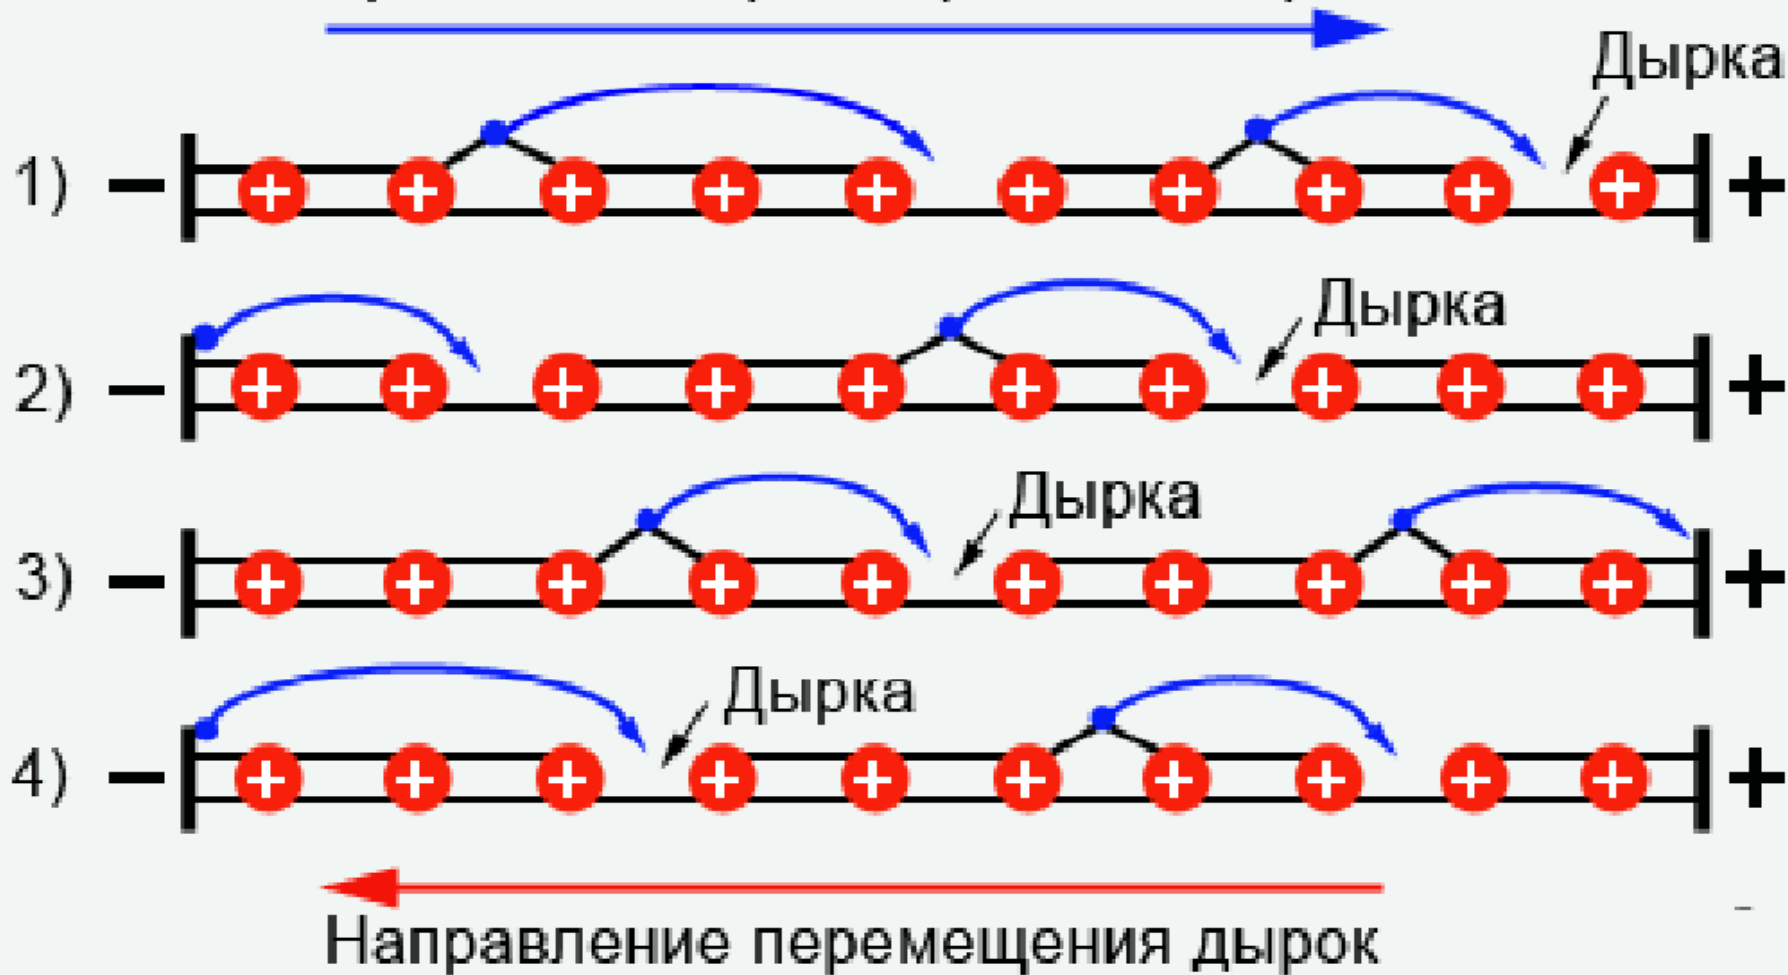 Дырка
1) − + + + + + + + + + + +
Дырка
2) − + + + + + + + + + + +
Дырка
3) − + + + + + + + + + + +
Дырка
4) − + + + + + + + + + + +
Направление перемещения дырок